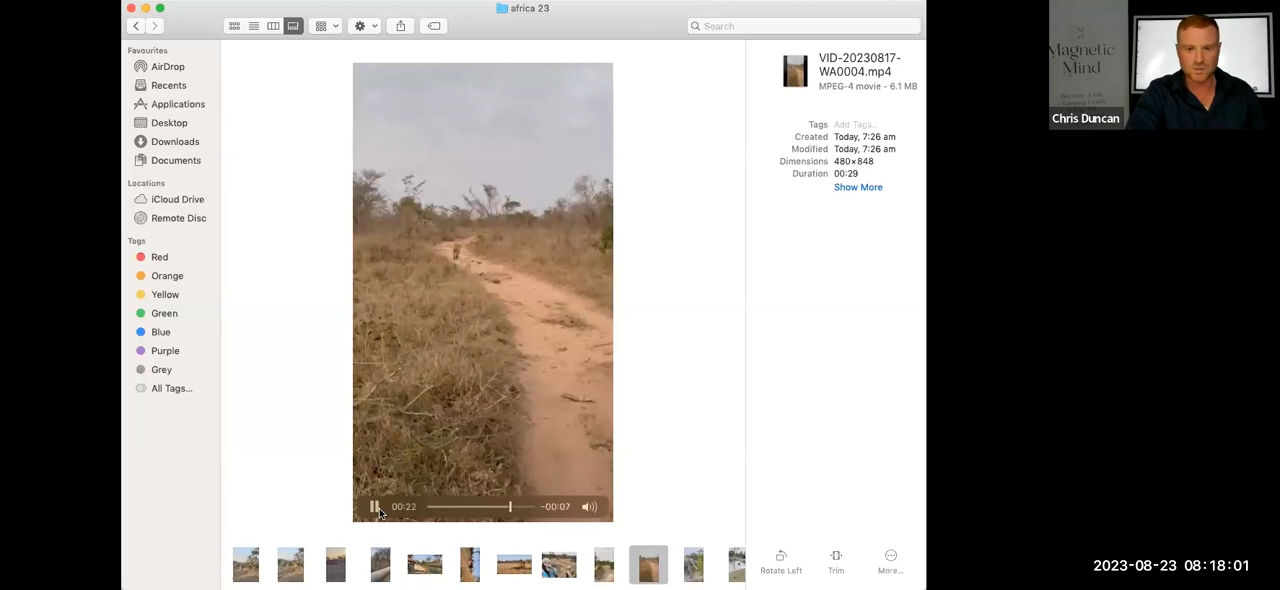 africa 23
Search
Favourites
AirDrop
Recents
Applications
Desktop
Downloads
Documents
Locations
iCloud Drive
Remote Disc
Tags
Red
Orange
Yellow
Green
Blue
Purple
Grey
All Tags...
00:22
-00:07
VID-20230817-
WA0004.mp4
MPEG-4 movie - 6.1 MB
Tags Add Tags...
Created Today, 7:26 am
Modified Today, 7:26 am
Dimensions 480×848
Duration 00:29
Show More
Rotate Left
Trim
More...
Magnetic
Mind
Chris Duncan
2023-08-23 08:18:01